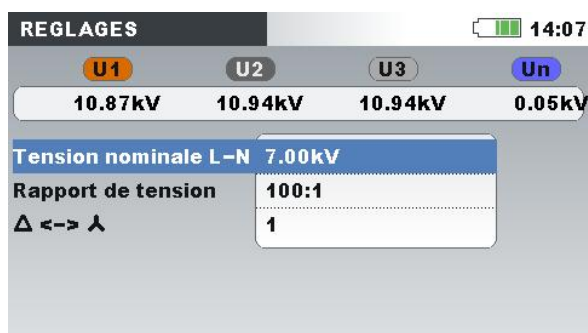 REGLAGES 14:07
U1 U2 U3 Un
10.87kV 10.94kV 10.94kV 0.05kV
Tension nominale L-N 7.00kV
Rapport de tension 100:1
Δ <-> ⅄ 1